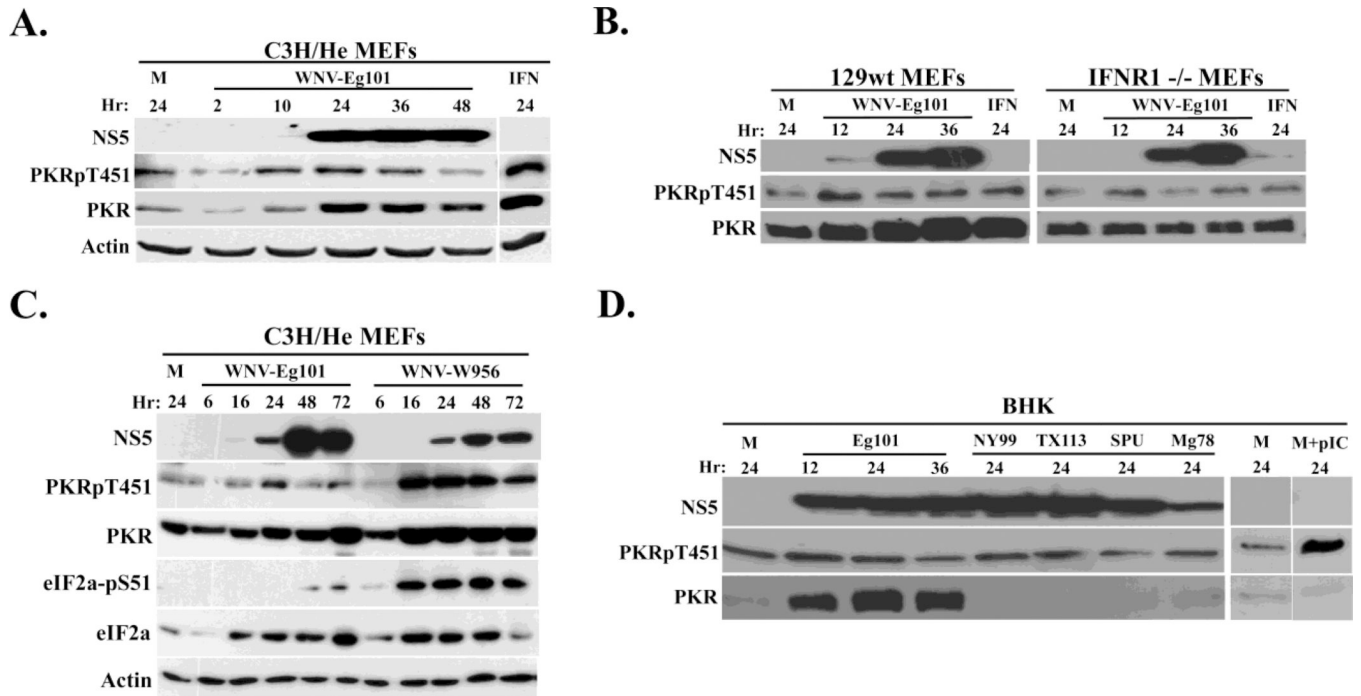 A.
C3H/He MEFs
M WNV-Eg101 IFN
Hr: 24 2 10 24 36 48 24
NS5
PKRpT451
PKR
Actin
B.
129wt MEFs IFNR1 -/- MEFs
M WNV-Eg101 IFN M WNV-Eg101 IFN
Hr: 24 12 24 36 24 24 12 24 36 24
NS5
PKRpT451
PKR
C.
C3H/He MEFs
M WNV-Eg101 WNV-W956
Hr: 24 6 16 24 48 72 6 16 24 48 72
NS5
PKRpT451
PKR
eIF2a-pS51
eIF2a
Actin
D.
BHK
M Eg101 NY99 TX113 SPU Mg78 M M+pIC
Hr: 24 12 24 36 24 24 24 24 24 24
NS5
PKRpT451
PKR